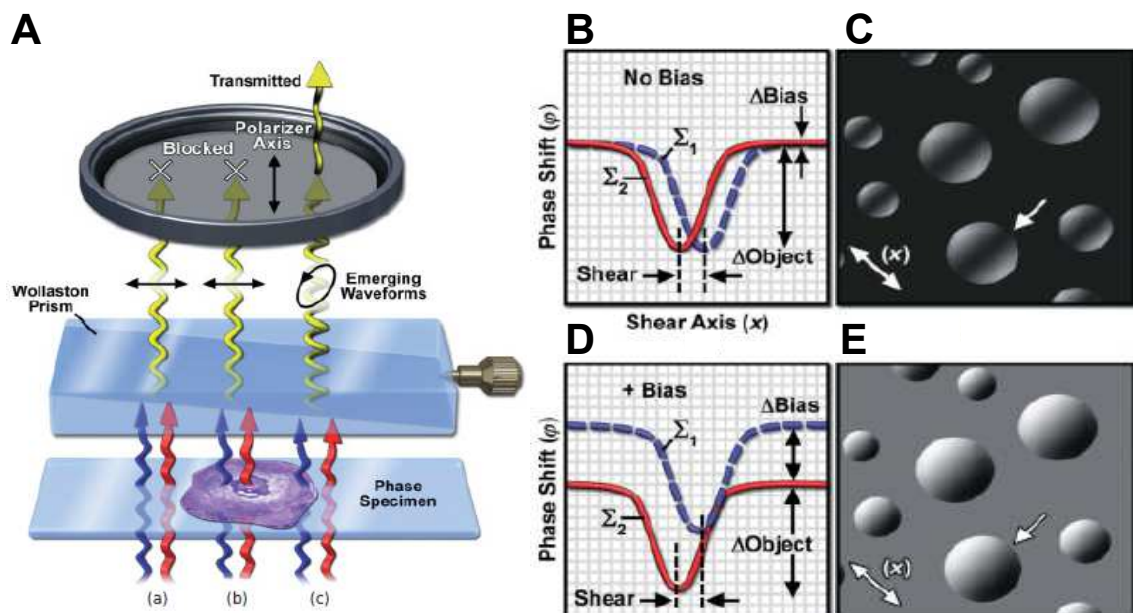 A
Transmitted
Polarizer
Axis
Blocked
Wollaston
Prism
Emerging
Waveforms
Phase
Specimen
(a) (b) (c)
B
No Bias
ΔBias
Σ1
Σ2
ΔObject
Shear
Phase Shift (φ)
Shear Axis (x)
C
(x)
D
+ Bias
ΔBias
Σ1
Σ2
ΔObject
Shear
Phase Shift (φ)
E
(x)